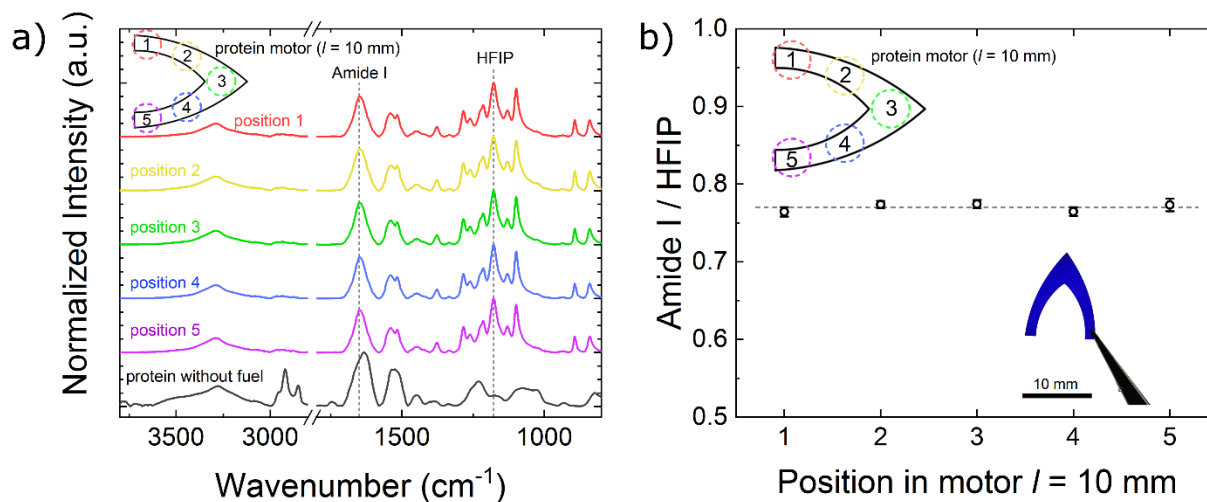 a)
Normalized Intensity (a.u.)
1
2
3
4
5
protein motor (l = 10 mm)
Amide I
HFIP
position 1
position 2
position 3
position 4
position 5
protein without fuel
3500 3000 1500 1000
Wavenumber (cm⁻¹)
b)
Amide I / HFIP
1.0
0.9
0.8
0.7
0.6
0.5
protein motor (l = 10 mm)
1
2
3
4
5
10 mm
1 2 3 4 5
Position in motor l = 10 mm